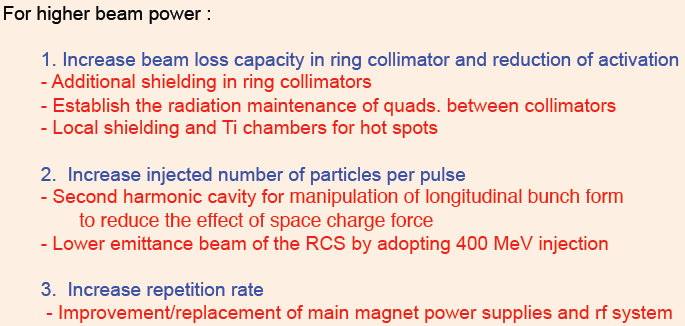 For higher beam power :
1. Increase beam loss capacity in ring collimator and reduction of activation
- Additional shielding in ring collimators
- Establish the radiation maintenance of quads. between collimators
- Local shielding and Ti chambers for hot spots
2. Increase injected number of particles per pulse
- Second harmonic cavity for manipulation of longitudinal bunch form
to reduce the effect of space charge force
- Lower emittance beam of the RCS by adopting 400 MeV injection
3. Increase repetition rate
- Improvement/replacement of main magnet power supplies and rf system